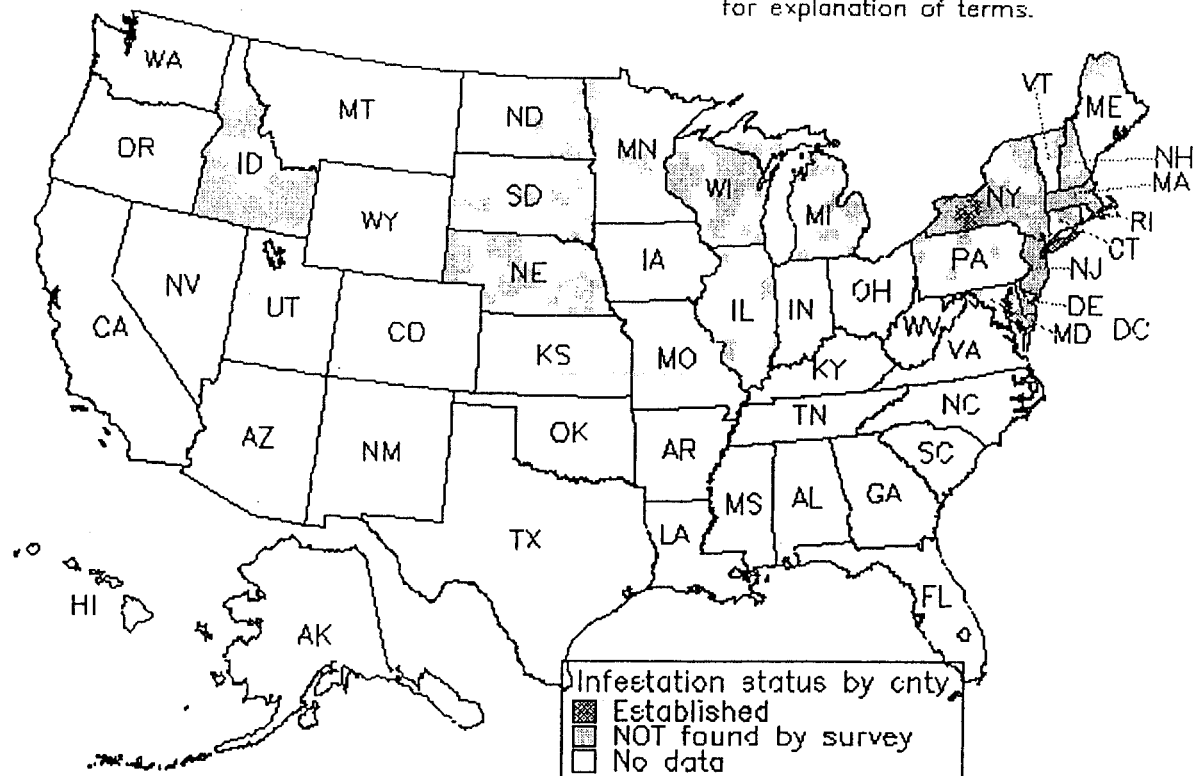 for explanation of terms.
WA
MT
ND
MN
VT
ME
OR
ID
SD
WI
MI
NY
NH
MA
RI
CT
WY
NE
IA
PA
NJ
NV
UT
CO
IL
IN
OH
DE
MD
DC
CA
KS
MO
WV
VA
KY
AZ
NM
OK
AR
TN
NC
SC
TX
LA
MS
AL
GA
FL
HI
AK
Infestation status by cnty
Established
NOT found by survey
No data